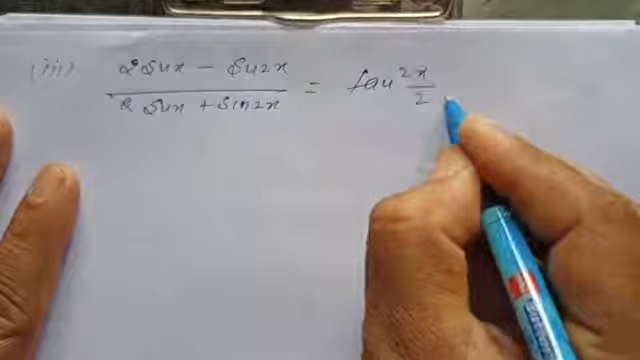 (iii) 2 Sin x - Sin 2x / 2 Sin x + Sin 2x = tan² x/2